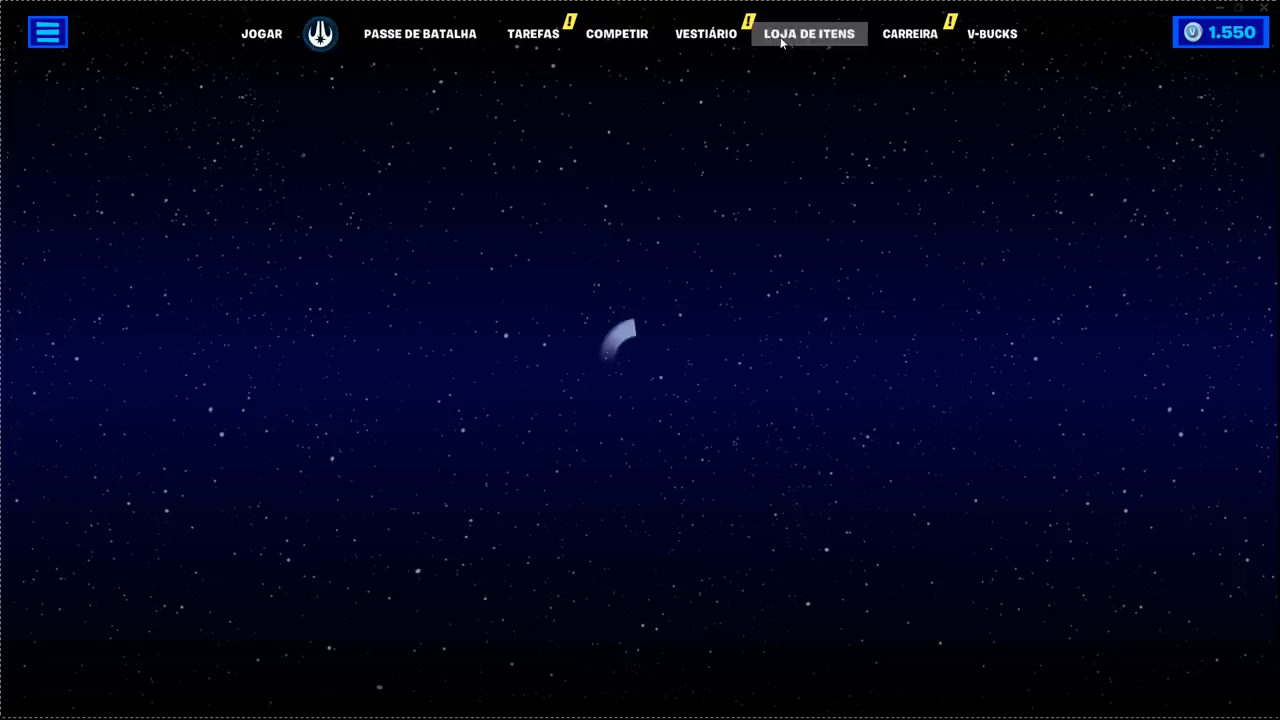 JOGAR PASSE DE BATALHA TAREFAS ! COMPETIR VESTIÁRIO ! LOJA DE ITENS CARREIRA ! V-BUCKS V 1.550